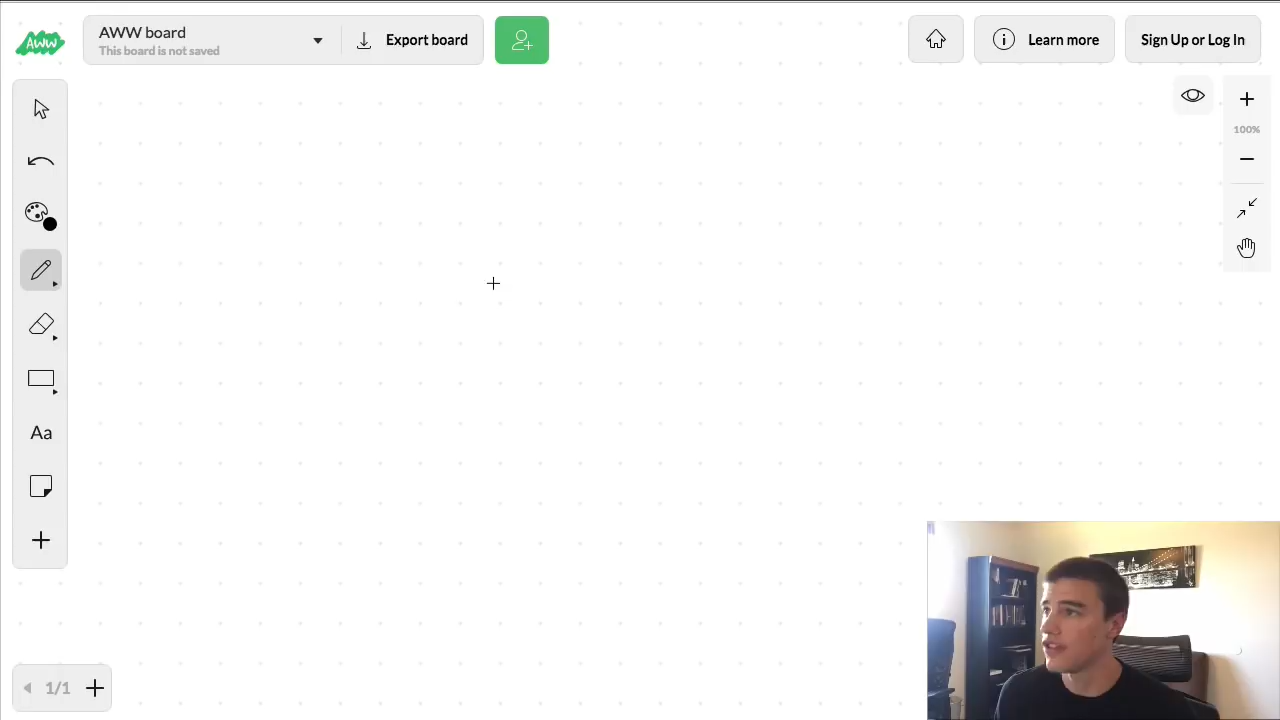 AWW
AWW board
This board is not saved
Export board
Learn more
Sign Up or Log In
100%
Aa
1/1